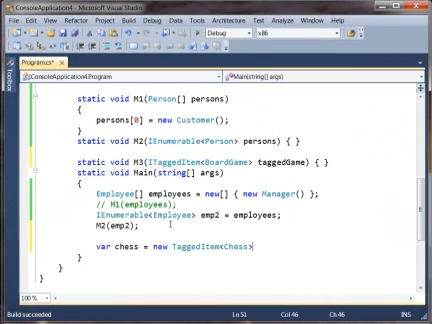 ConsoleApplication4 - Microsoft Visual Studio
File Edit View Refactor Project Build Debug Team Data Tools Architecture Test Analyze Window Help
Debug x86
Program.cs*
Toolbox
ConsoleApplication4.Program Main(string[] args)
static void M1(Person[] persons)
{
persons[0] = new Customer();
}
static void M2(IEnumerable<Person> persons) { }
static void M3(ITaggedItem<BoardGame> taggedGame) { }
static void Main(string[] args)
{
Employee[] employees = new[] { new Manager() };
// M1(employees);
IEnumerable<Employee> emp2 = employees;
M2(emp2);
var chess = new TaggedItem<Chess>
}
}
}
100 %
Build succeeded Ln 51 Col 46 Ch 46 INS